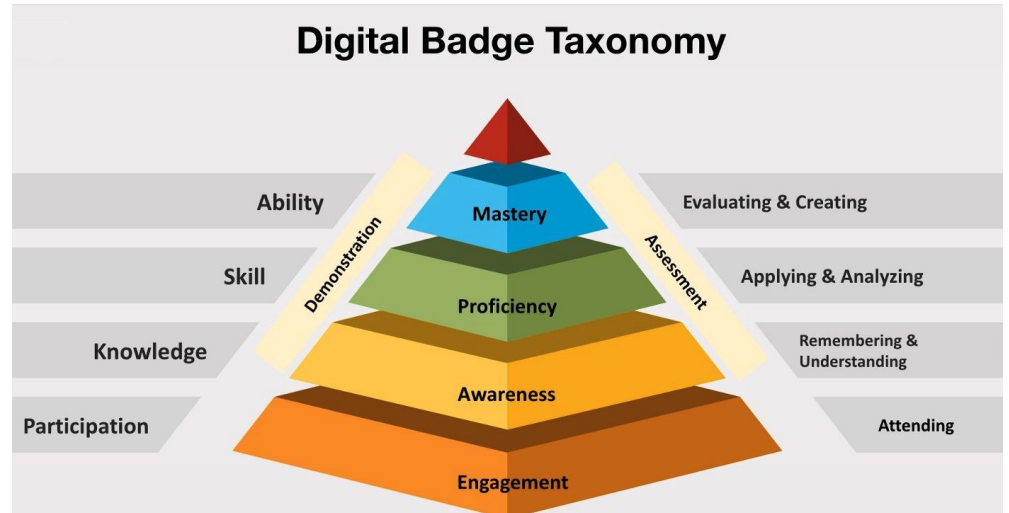 Digital Badge Taxonomy
Ability
Mastery
Evaluating & Creating
Demonstration
Assessment
Skill
Proficiency
Applying & Analyzing
Knowledge
Awareness
Remembering &
Understanding
Participation
Engagement
Attending